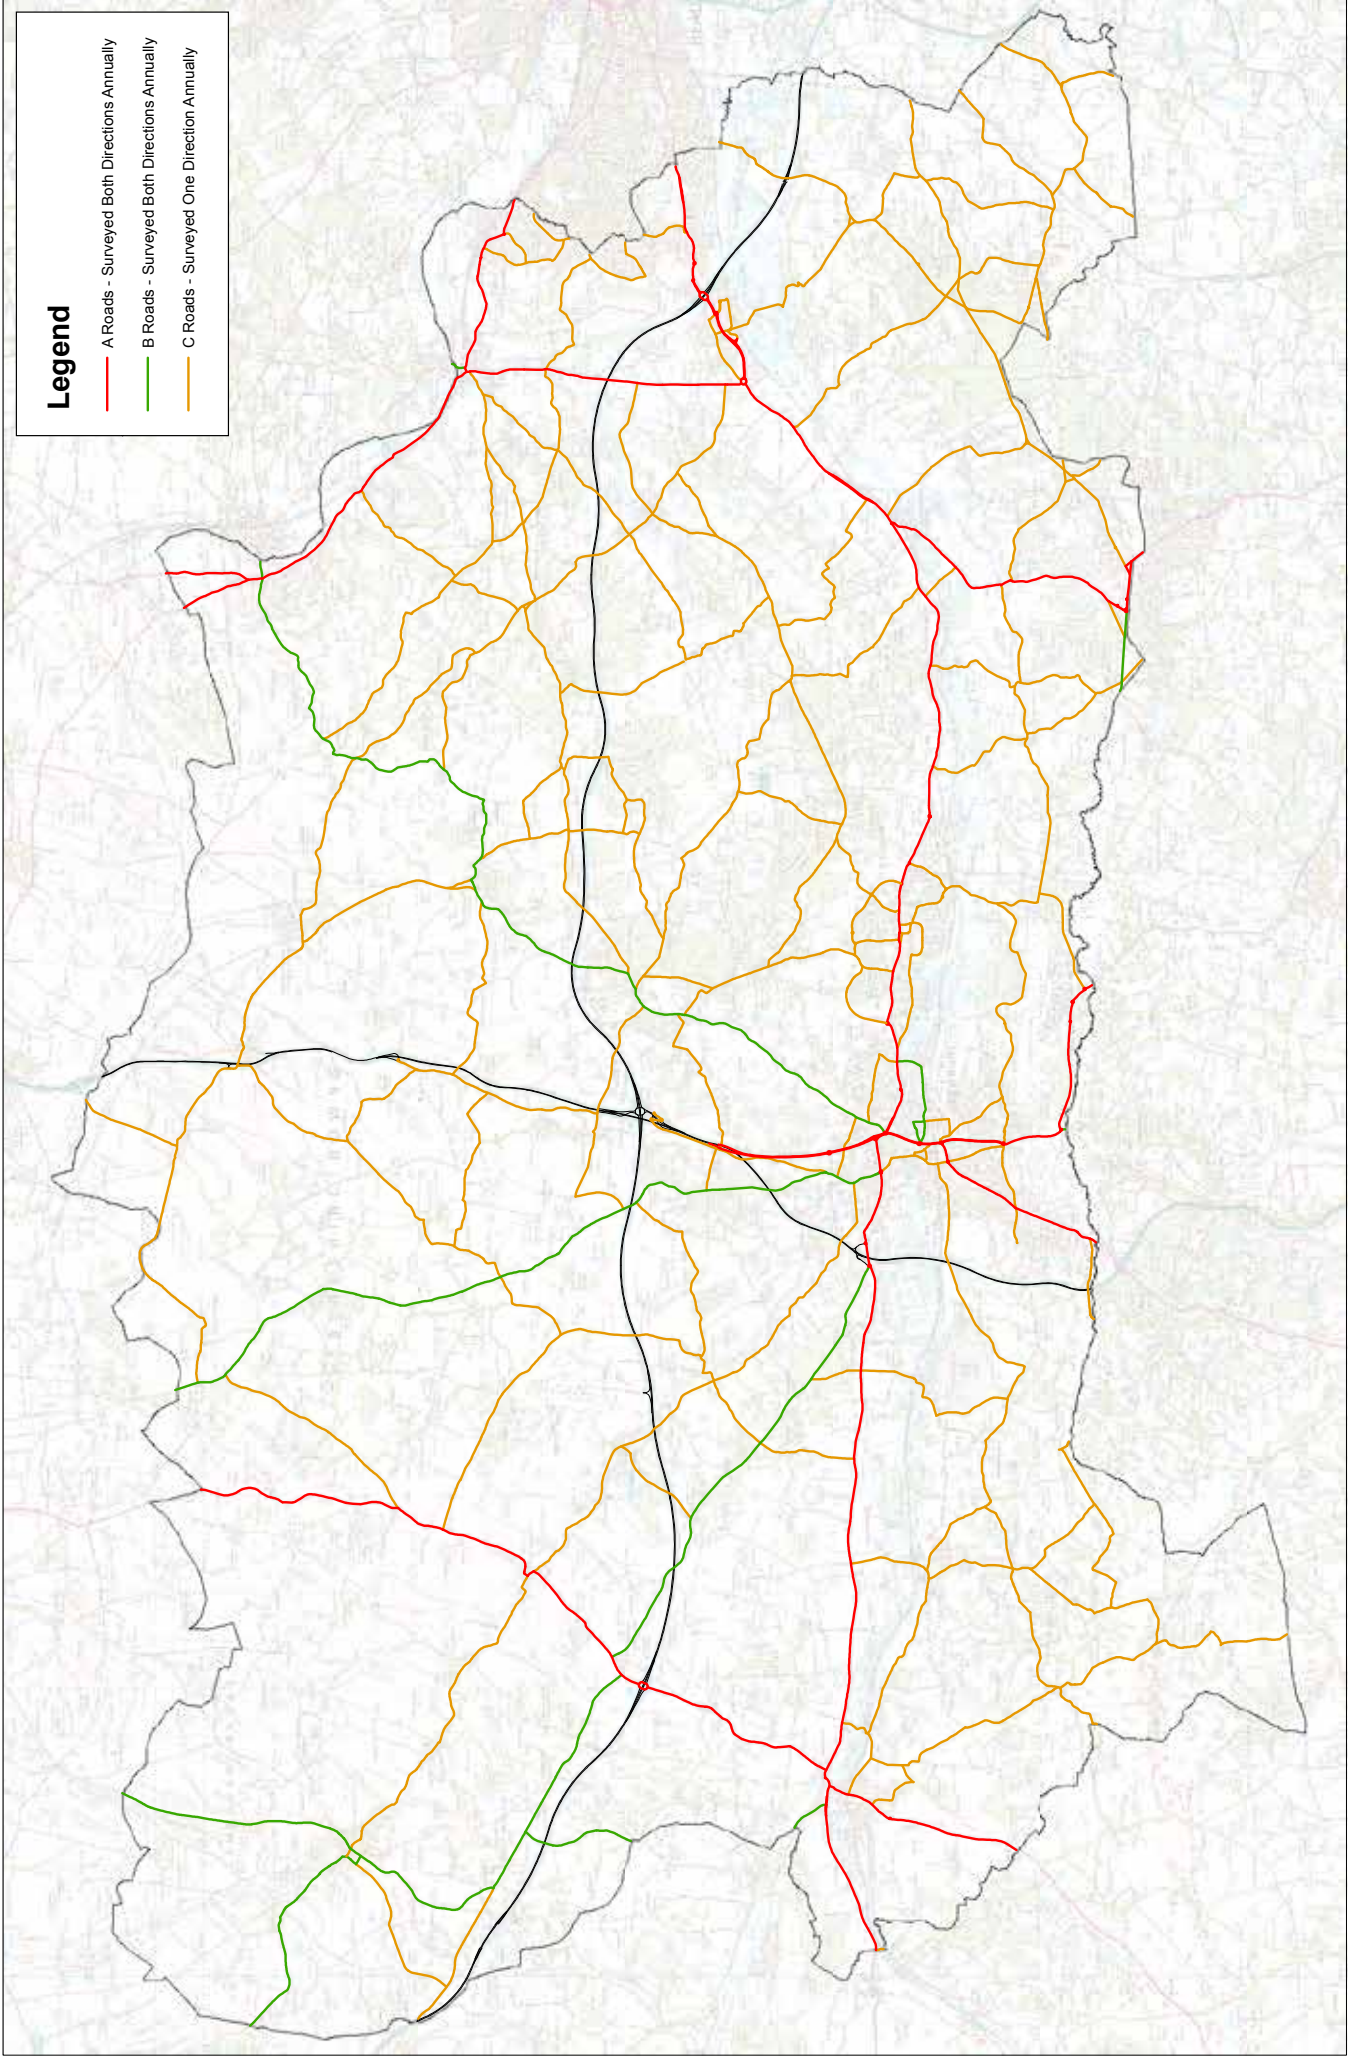 Legend
A Roads - Surveyed Both Directions Annually
B Roads - Surveyed Both Directions Annually
C Roads - Surveyed One Direction Annually